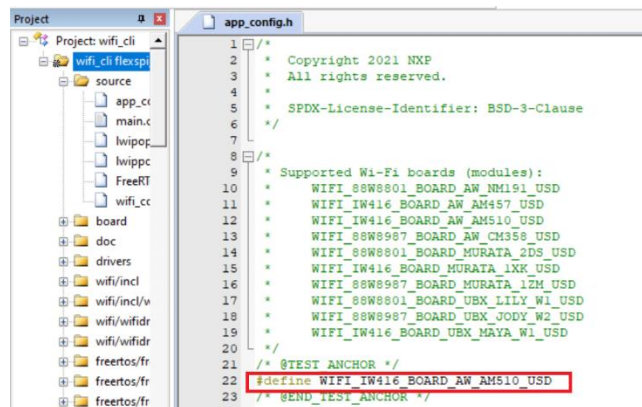 Project
Project: wifi_cli
wifi_cli flexspi
source
app_cc
main.c
lwipop
lwippc
FreeRT
wifi_cc
board
doc
drivers
wifi/incl
wifi/incl/w
wifi/wifidr
wifi/wifidr
freertos/fr
freertos/fr
freertos/fr
app_config.h
1 /*
2 * Copyright 2021 NXP
3 * All rights reserved.
4 *
5 * SPDX-License-Identifier: BSD-3-Clause
6 */
7
8 /*
9 * Supported Wi-Fi boards (modules):
10 * WIFI_88W8801_BOARD_AW_NM191_USD
11 * WIFI_IW416_BOARD_AW_AM457_USD
12 * WIFI_IW416_BOARD_AW_AM510_USD
13 * WIFI_88W8987_BOARD_AW_CM358_USD
14 * WIFI_88W8801_BOARD_MURATA_2DS_USD
15 * WIFI_IW416_BOARD_MURATA_1XK_USD
16 * WIFI_88W8987_BOARD_MURATA_1ZM_USD
17 * WIFI_88W8801_BOARD_UBX_LILY_W1_USD
18 * WIFI_88W8987_BOARD_UBX_JODY_W2_USD
19 * WIFI_IW416_BOARD_UBX_MAYA_W1_USD
20 */
21 /* @TEST_ANCHOR */
22 #define WIFI_IW416_BOARD_AW_AM510_USD
23 /* @END_TEST_ANCHOR */